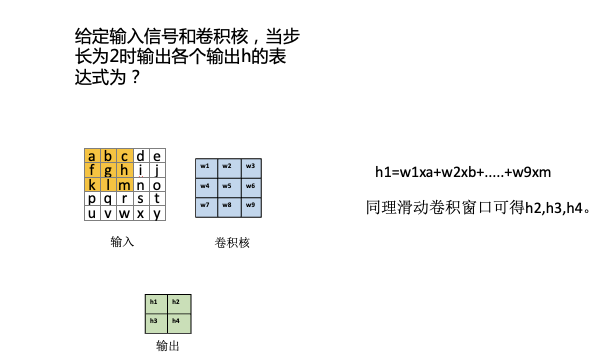 给定输入信号和卷积核，当步
长为2时输出各个输出h的表
达式为？
a b c d e
f g h i j
k l m n o
p q r s t
u v w x y
输入
w1 w2 w3
w4 w5 w6
w7 w8 w9
卷积核
h1=w1xa+w2xb+.....+w9xm
同理滑动卷积窗口可得h2,h3,h4。
h1 h2
h3 h4
输出